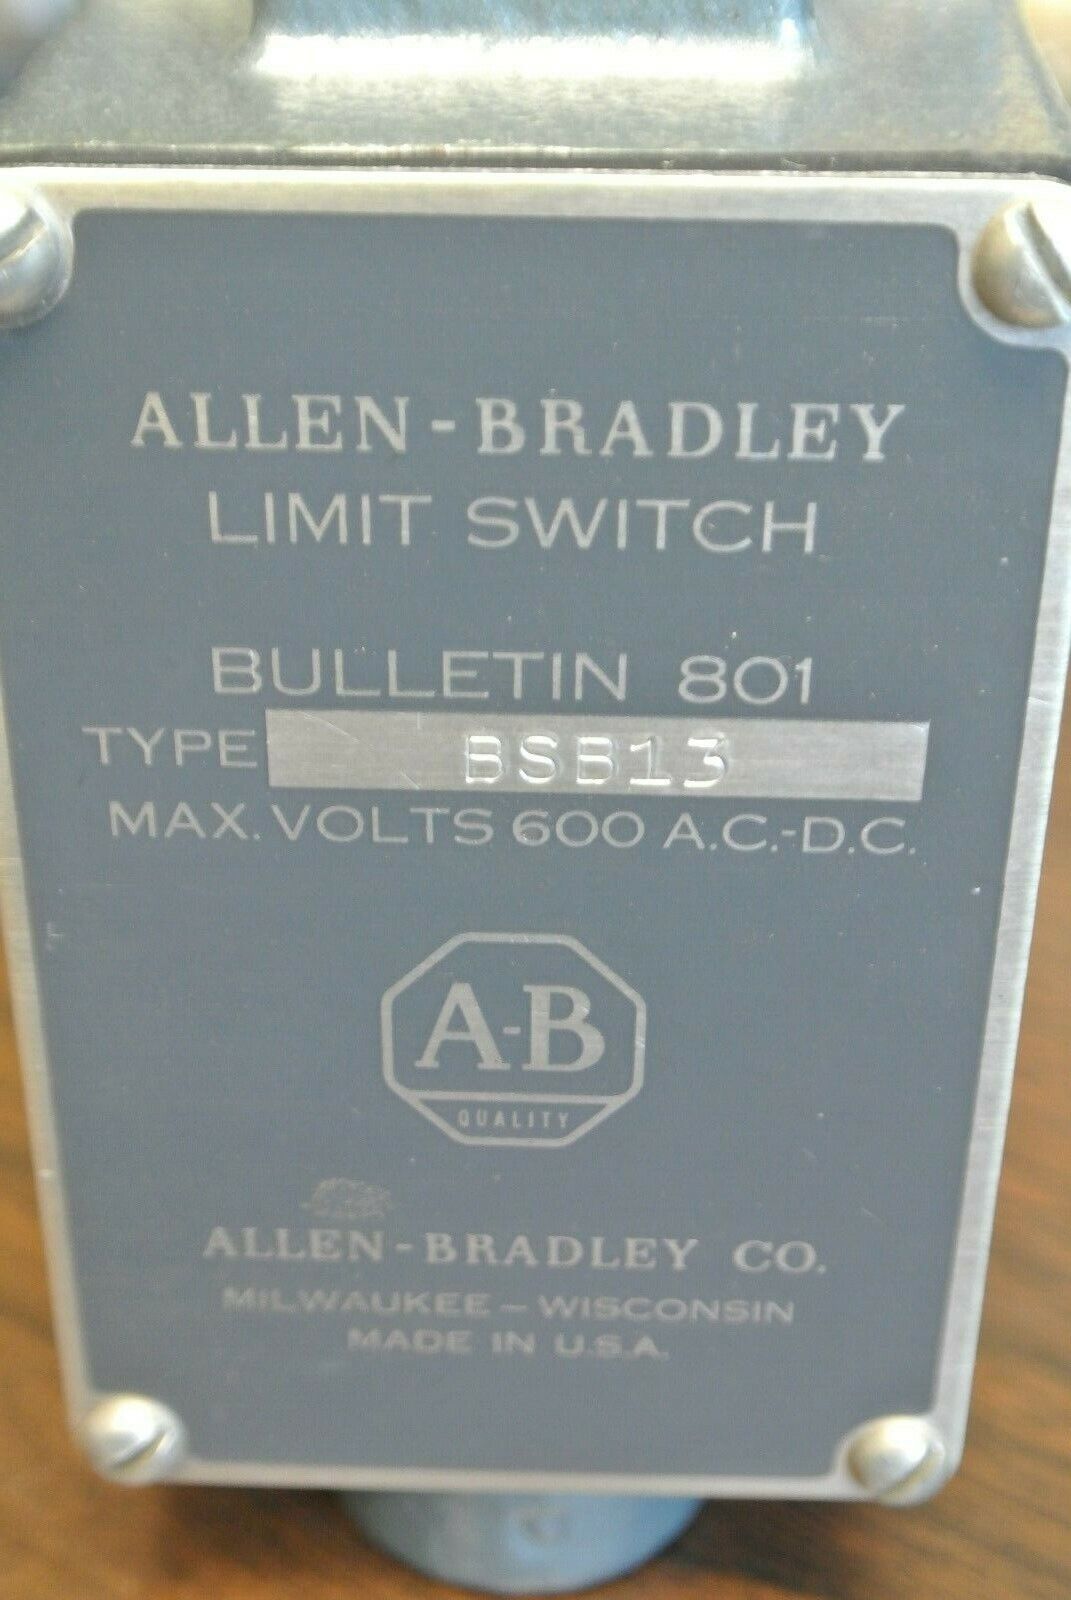 ALLEN-BRADLEY
LIMIT SWITCH
BULLETIN 801
TYPE BSB13
MAX. VOLTS 600 A.C.-D.C.
A-B
QUALITY
ALLEN-BRADLEY CO.
MILWAUKEE - WISCONSIN
MADE IN U.S.A.